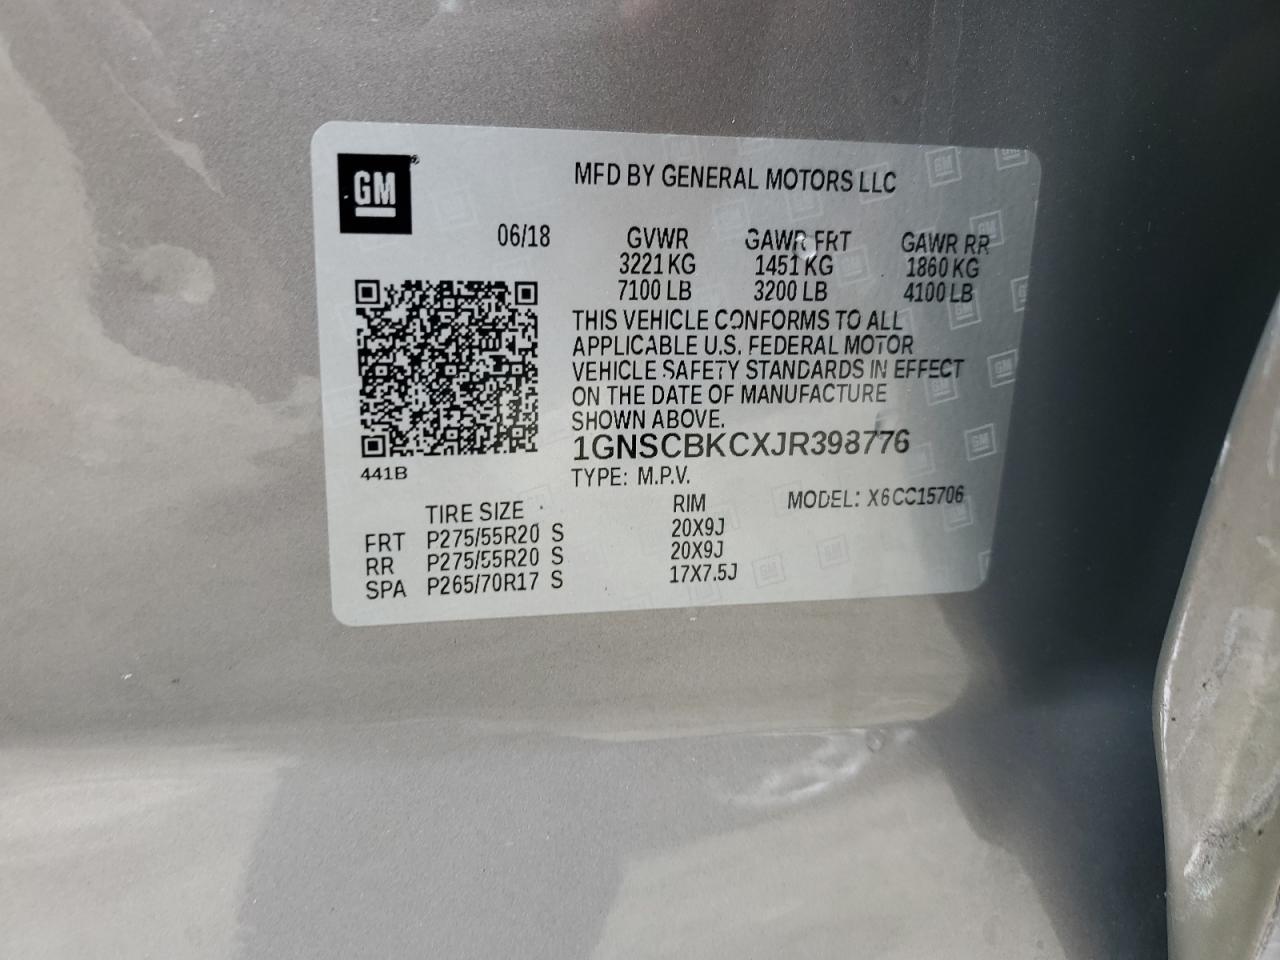 GM
MFD BY GENERAL MOTORS LLC
06/18 GVWR GAWR FRT GAWR RR
3221 KG 1451 KG 1860 KG
7100 LB 3200 LB 4100 LB
THIS VEHICLE CONFORMS TO ALL
APPLICABLE U.S. FEDERAL MOTOR
VEHICLE SAFETY STANDARDS IN EFFECT
ON THE DATE OF MANUFACTURE
SHOWN ABOVE.
1GNSCBKCXJR398776
441B
TYPE: M.P.V.
MODEL: X6CC15706
TIRE SIZE RIM
FRT P275/55R20 S 20X9J
RR P275/55R20 S 20X9J
SPA P265/70R17 S 17X7.5J